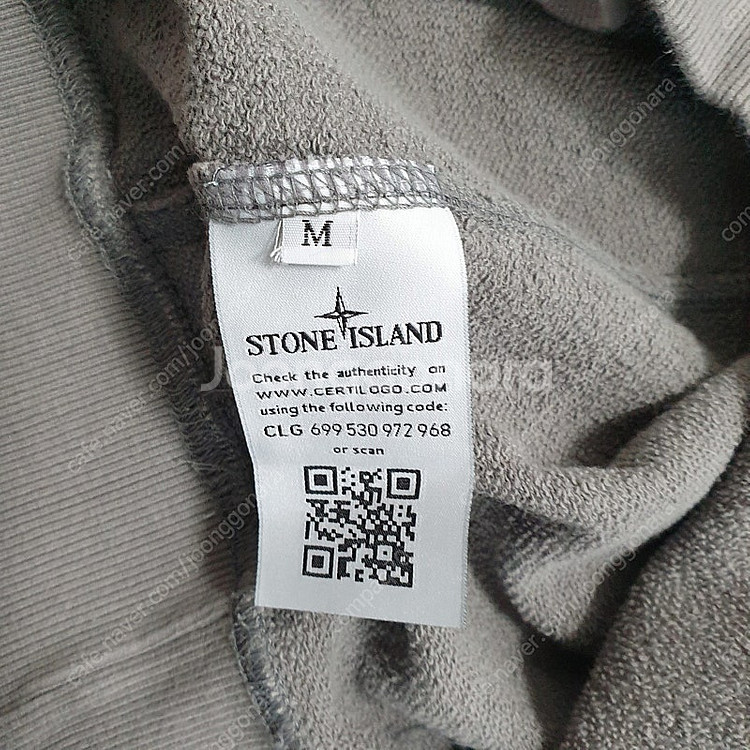 M
STONE ISLAND
Check the authenticity on
WWW.CERTILOGO.COM
using the following code:
CLG 699 530 972 968
or scan